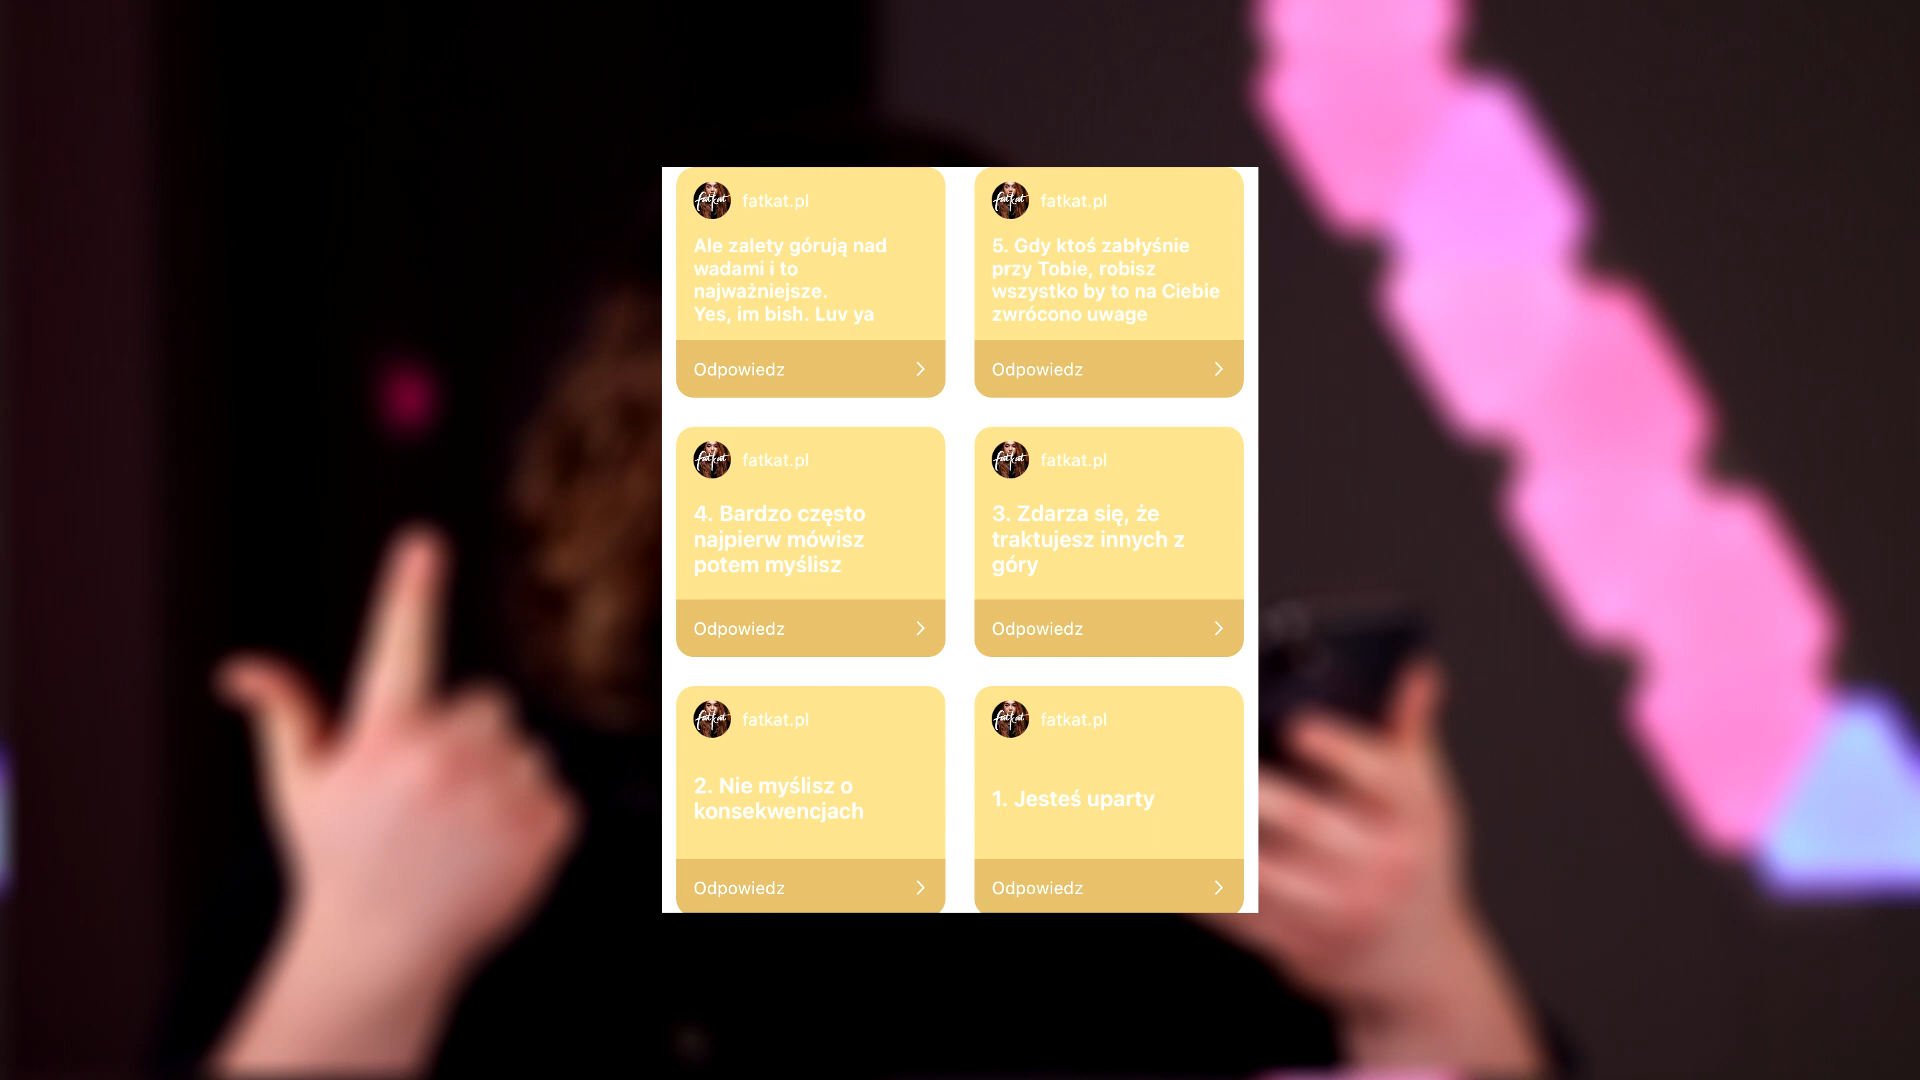 fatkat.pl
Ale zalety górują nad
wadami i to
najważniejsze.
Yes, im bish. Luv ya
Odpowiedz
fatkat.pl
5. Gdy ktoś zabłyśnie
przy Tobie, robisz
wszystko by to na Ciebie
zwrócono uwage
Odpowiedz
fatkat.pl
4. Bardzo często
najpierw mówisz
potem myślisz
Odpowiedz
fatkat.pl
3. Zdarza się, że
traktujesz innych z
góry
Odpowiedz
fatkat.pl
2. Nie myślisz o
konsekwencjach
Odpowiedz
fatkat.pl
1. Jesteś uparty
Odpowiedz